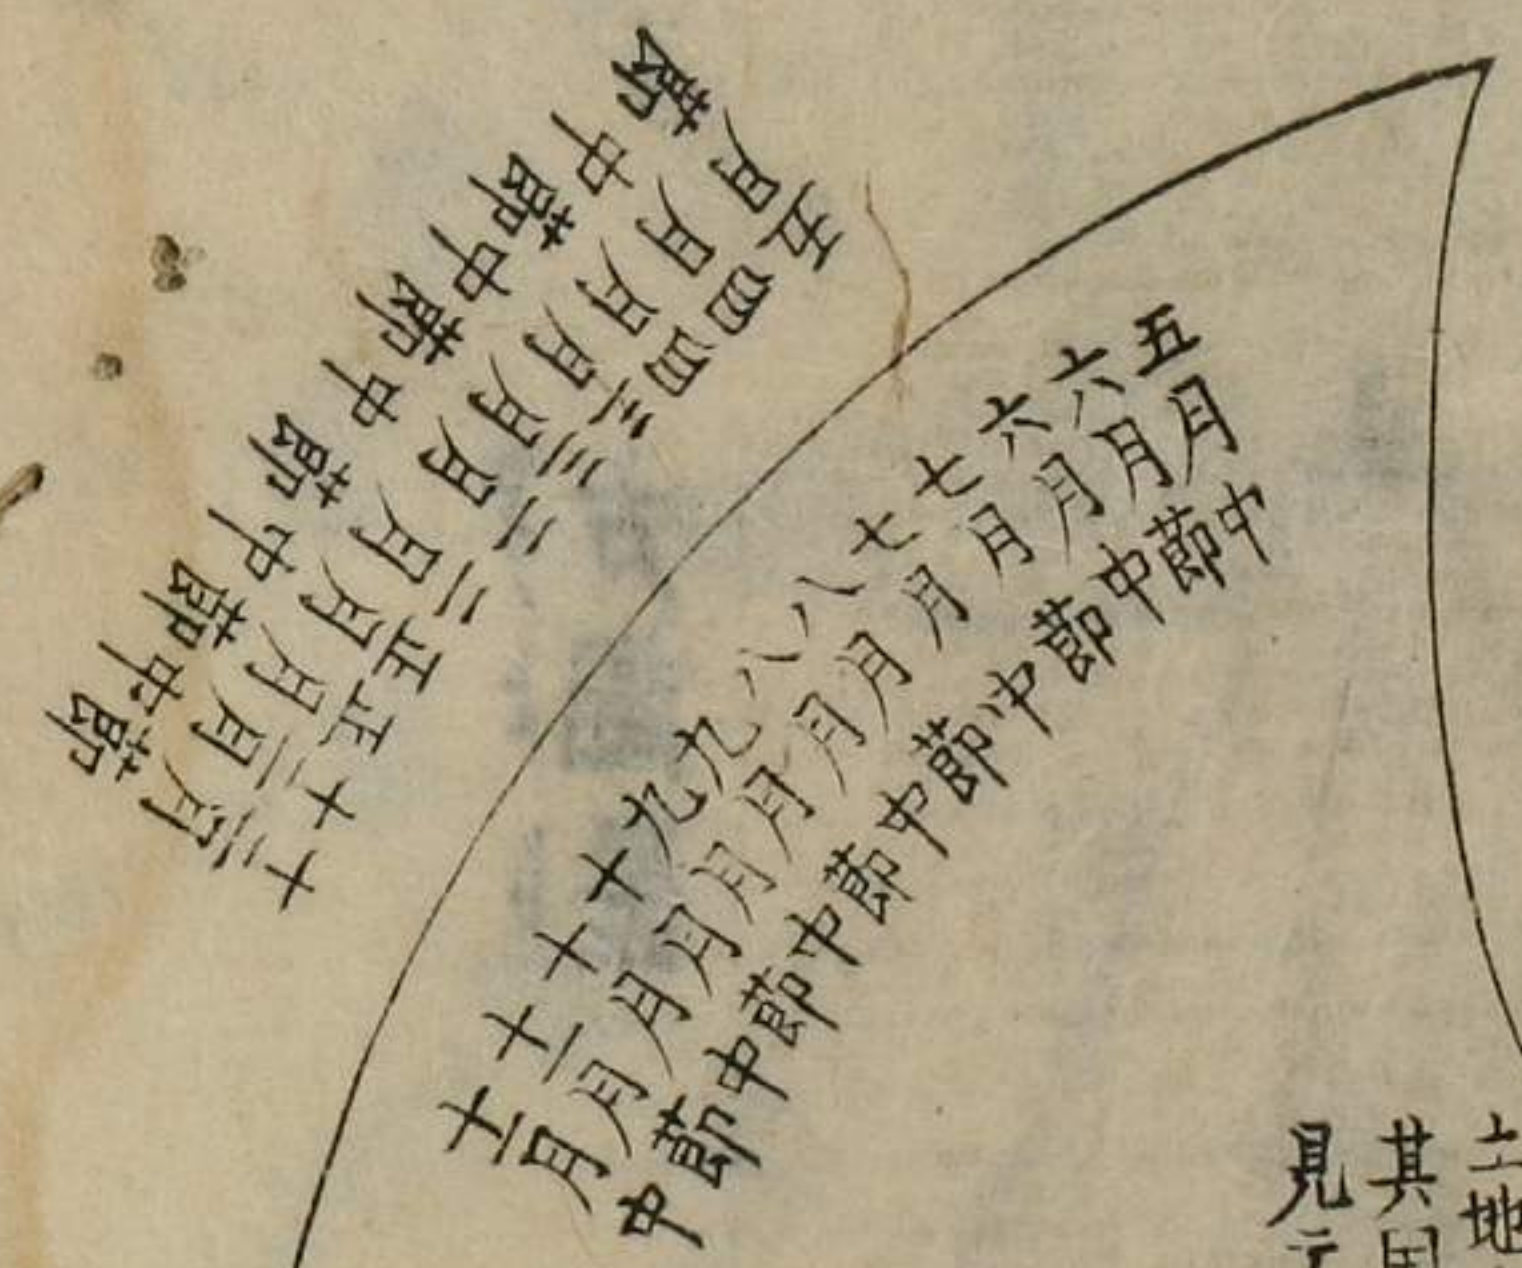 五月節
四月中
四月節
三月中
三月節
二月中
二月節
正月中
正月節
十二月中
十二月節
五月中
六月節
六月中
七月節
七月中
八月節
八月中
九月節
九月中
十月節
十月中
十一月節
十一月中
土地
其
見